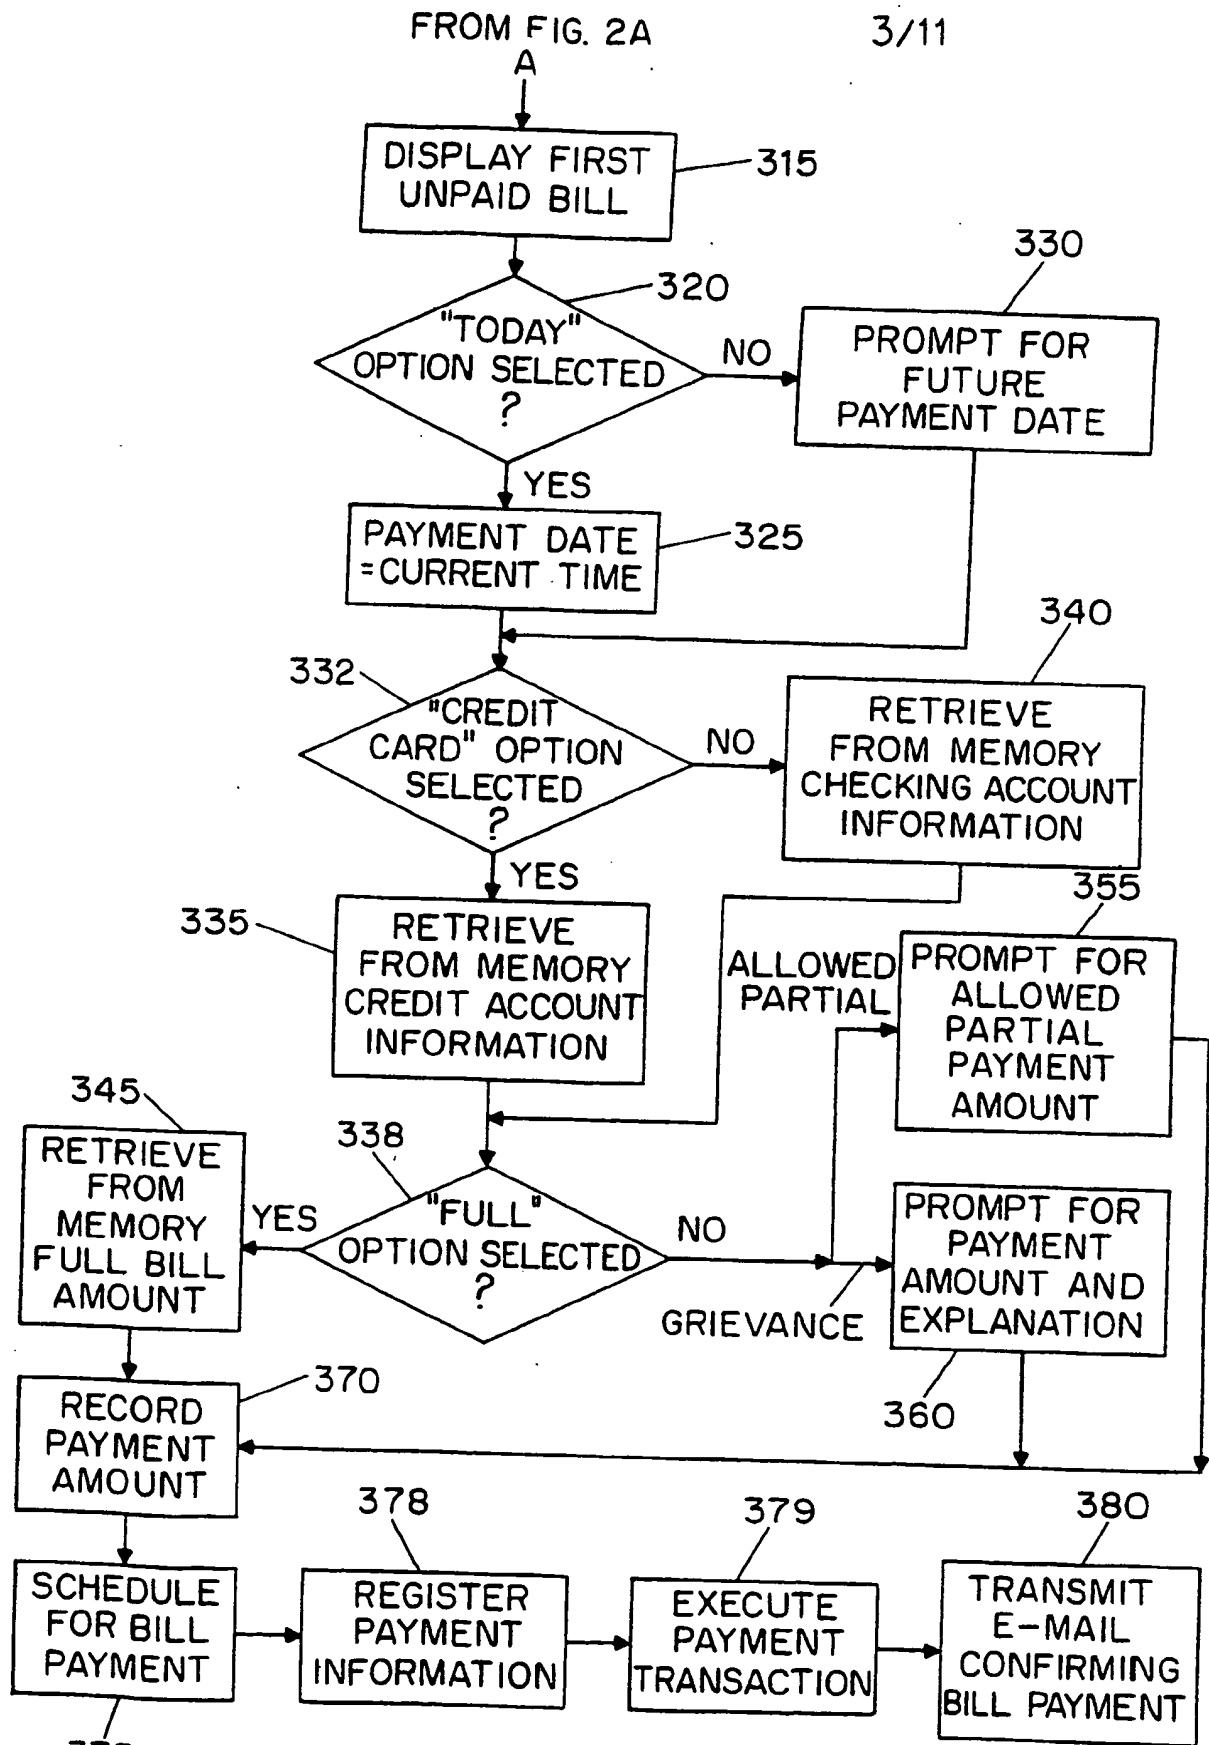 FROM FIG. 2A
3/11
A
DISPLAY FIRST
UNPAID BILL
315
320
"TODAY"
OPTION SELECTED
?
NO
330
PROMPT FOR
FUTURE
PAYMENT DATE
YES
PAYMENT DATE
=CURRENT TIME
325
332
"CREDIT
CARD" OPTION
SELECTED
?
NO
340
RETRIEVE
FROM MEMORY
CHECKING ACCOUNT
INFORMATION
YES
335
RETRIEVE
FROM MEMORY
CREDIT ACCOUNT
INFORMATION
355
ALLOWED
PARTIAL
PROMPT FOR
ALLOWED
PARTIAL
PAYMENT
AMOUNT
345
RETRIEVE
FROM
MEMORY
FULL BILL
AMOUNT
YES
338
"FULL"
OPTION SELECTED
?
NO
GRIEVANCE
PROMPT FOR
PAYMENT
AMOUNT AND
EXPLANATION
360
370
RECORD
PAYMENT
AMOUNT
SCHEDULE
FOR BILL
PAYMENT
378
REGISTER
PAYMENT
INFORMATION
379
EXECUTE
PAYMENT
TRANSACTION
380
TRANSMIT
E-MAIL
CONFIRMING
BILL PAYMENT